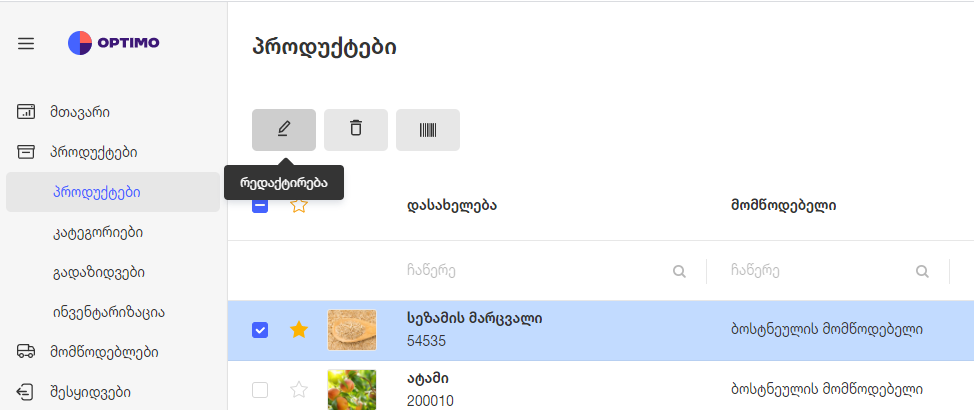 OPTIMO
პროდუქტები
მთავარი
პროდუქტები
პროდუქტები
კატეგორიები
გადაზიდვები
ინვენტარიზაცია
მომწოდებლები
შესყიდვები
რედაქტირება
დასახელება
მომწოდებელი
ჩაწერე
ჩაწერე
სეზამის მარცვალი
54535
ბოსტნეულის მომწოდებელი
ატამი
200010
ბოსტნეულის მომწოდებელი